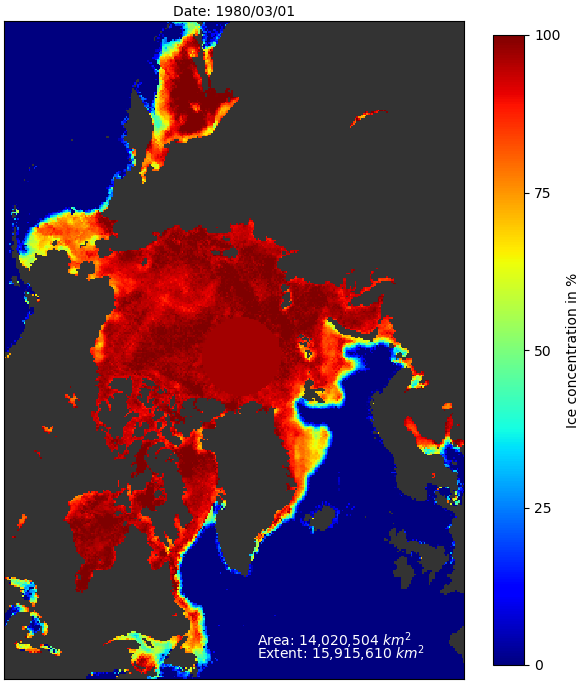 Date: 1980/03/01
100
75
50
25
0
Ice concentration in %
Area: 14,020,504 km²
Extent: 15,915,610 km²